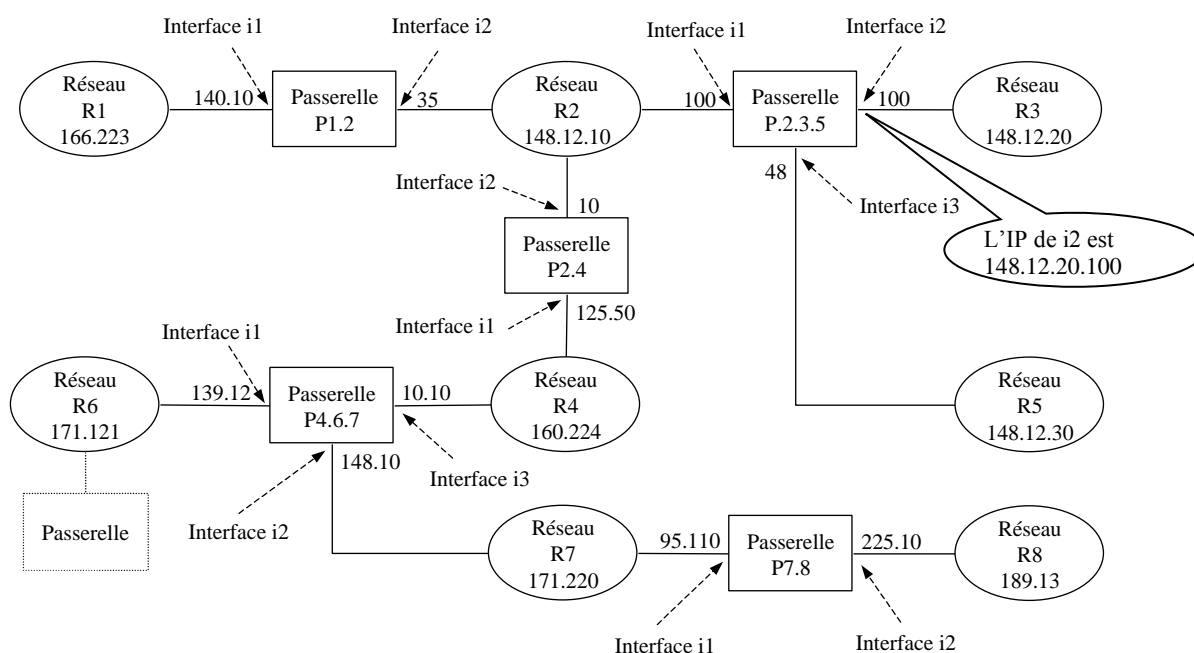 Interface i1
Interface i2
Interface i1
Interface i2
Réseau
R1
166.223
140.10
Passerelle
P1.2
35
Réseau
R2
148.12.10
100
Passerelle
P.2.3.5
100
Réseau
R3
148.12.20
48
Interface i2
10
Interface i3
Passerelle
P2.4
L'IP de i2 est
148.12.20.100
125.50
Interface i1
Interface i1
Réseau
R6
171.121
139.12
Passerelle
P4.6.7
10.10
Réseau
R4
160.224
Réseau
R5
148.12.30
148.10
Interface i3
Interface i2
Passerelle
Réseau
R7
171.220
95.110
Passerelle
P7.8
225.10
Réseau
R8
189.13
Interface i1
Interface i2